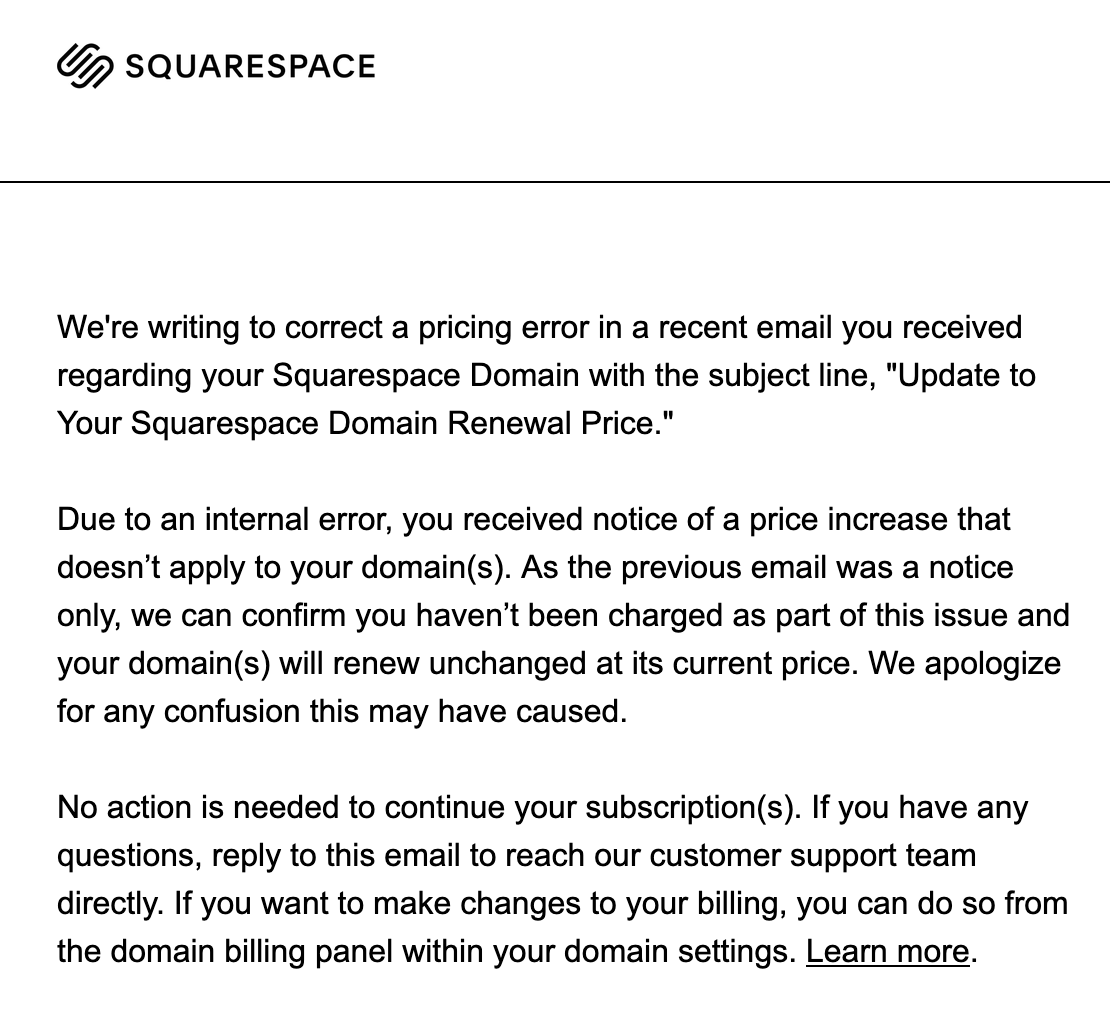 SQUARESPACE
We're writing to correct a pricing error in a recent email you received
regarding your Squarespace Domain with the subject line, "Update to
Your Squarespace Domain Renewal Price."
Due to an internal error, you received notice of a price increase that
doesn’t apply to your domain(s). As the previous email was a notice
only, we can confirm you haven’t been charged as part of this issue and
your domain(s) will renew unchanged at its current price. We apologize
for any confusion this may have caused.
No action is needed to continue your subscription(s). If you have any
questions, reply to this email to reach our customer support team
directly. If you want to make changes to your billing, you can do so from
the domain billing panel within your domain settings. Learn more.